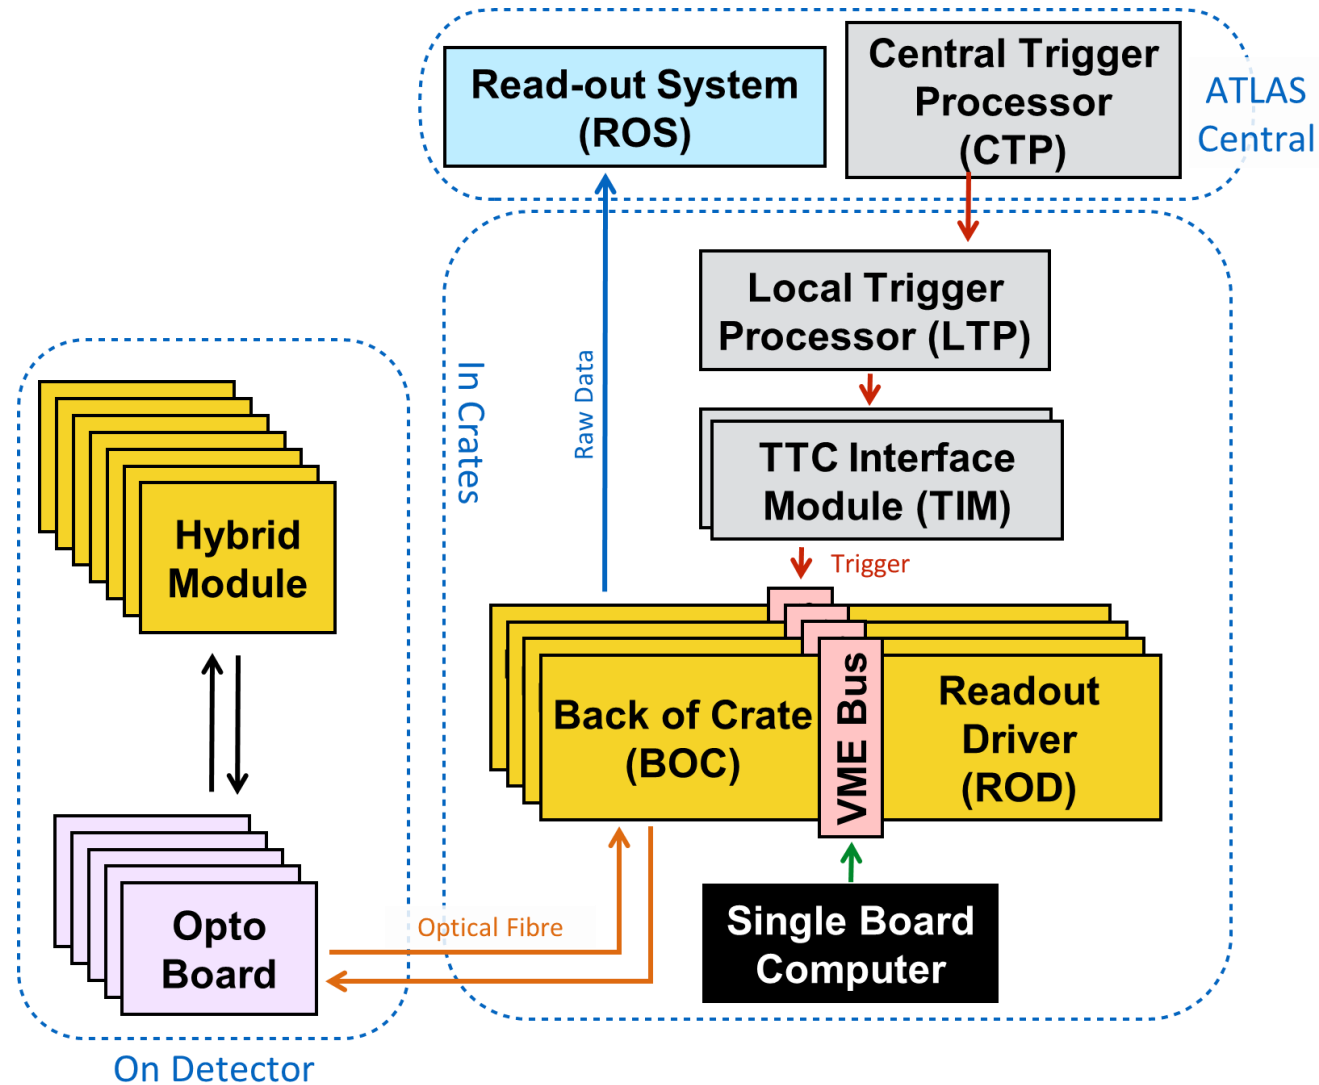 Read-out System
(ROS)
Central Trigger
Processor
(CTP)
ATLAS
Central
Local Trigger
Processor (LTP)
In Crates
Raw Data
TTC Interface
Module (TIM)
Trigger
Hybrid
Module
Back of Crate
(BOC)
VME Bus
Readout
Driver
(ROD)
Opto
Board
Optical Fibre
Single Board
Computer
On Detector